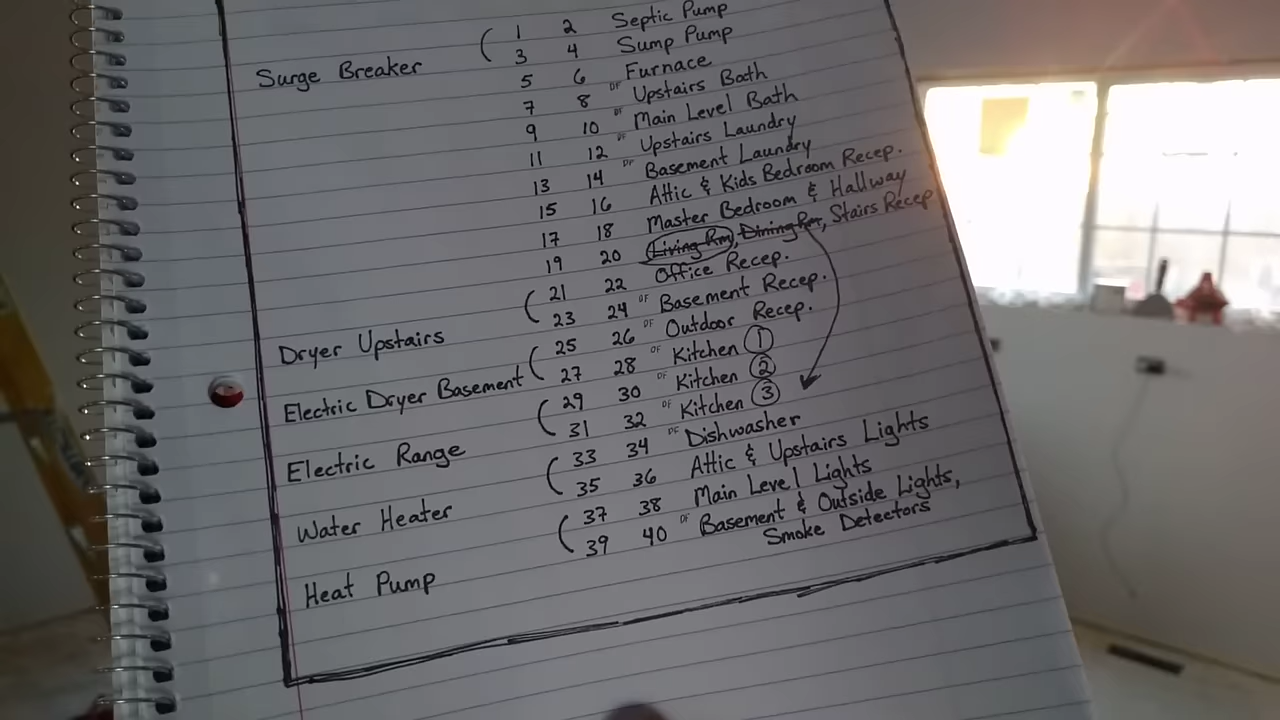 1 2 Septic Pump
Surge Breaker ( 3 4 Sump Pump
5 6 Furnace
7 8 DF Upstairs Bath
9 10 DF Main Level Bath
11 12 DF Upstairs Laundry
13 14 DF Basement Laundry
15 16 Attic & Kids Bedroom Recep.
17 18 Master Bedroom & Hallway
19 20 Living Rm, Dining Rm, Stairs Recep
21 22 Office Recep.
Dryer Upstairs ( 23 24 DF Basement Recep.
25 26 DF Outdoor Recep.
Electric Dryer Basement ( 27 28 DF Kitchen 1
29 30 DF Kitchen 2
Electric Range ( 31 32 DF Kitchen 3
33 34 DF Dishwasher
Water Heater ( 35 36 Attic & Upstairs Lights
37 38 Main Level Lights
Heat Pump ( 39 40 DF Basement & Outside Lights,
Smoke Detectors